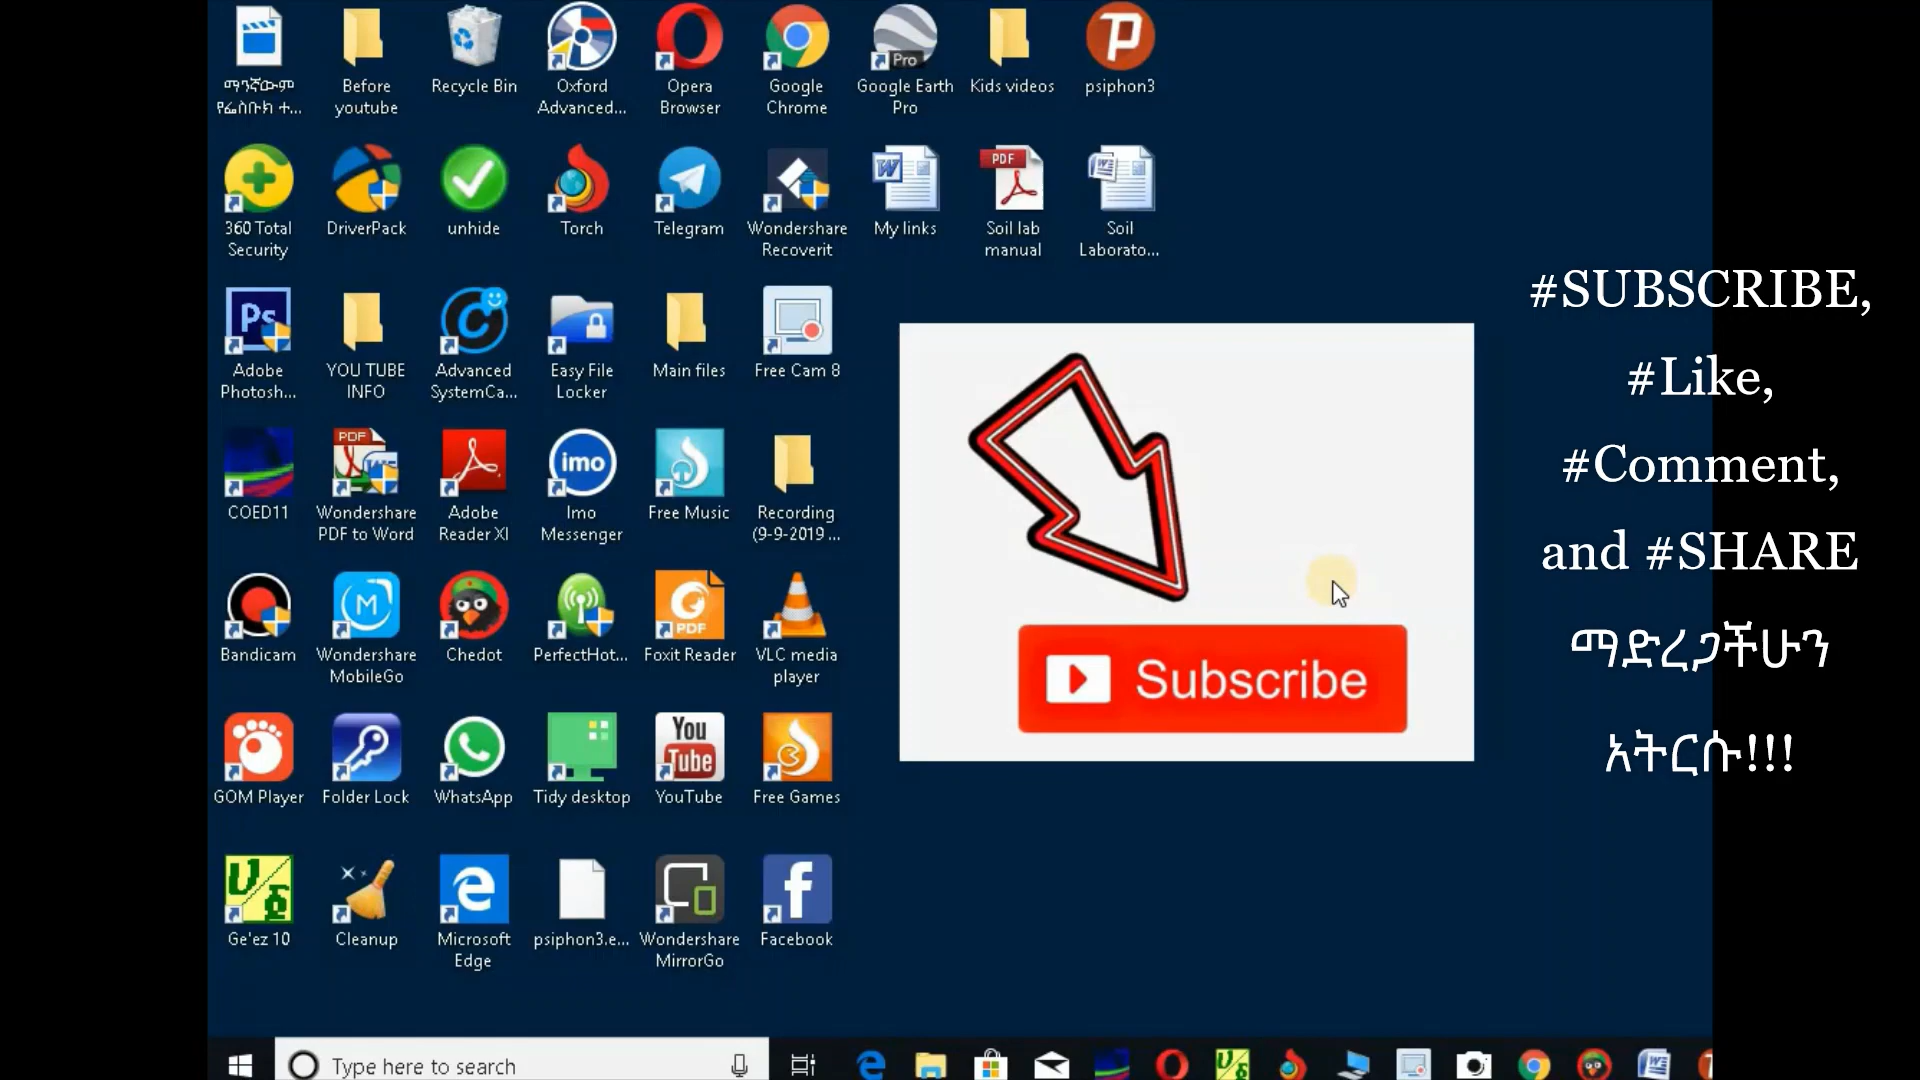 ማንኛውም
የፌስቡክ ተ...
Before
youtube
Recycle Bin
Oxford
Advanced...
Opera
Browser
Google
Chrome
Pro
Google Earth
Pro
Kids videos
psiphon3
360 Total
Security
DriverPack
unhide
Torch
Telegram
Wondershare
Recoverit
My links
PDF
Soil lab
manual
Soil
Laborato...
Ps
Adobe
Photosh...
YOU TUBE
INFO
Advanced
SystemCa...
Easy File
Locker
Main files
Free Cam 8
COED11
PDF
Wondershare
PDF to Word
Adobe
Reader XI
imo
Imo
Messenger
Free Music
Recording
(9-9-2019 ...
Bandicam
Wondershare
MobileGo
Chedot
PerfectHot...
PDF
Foxit Reader
VLC media
player
GOM Player
Folder Lock
WhatsApp
Tidy desktop
You
Tube
YouTube
Free Games
Ge'ez 10
Cleanup
Microsoft
Edge
psiphon3.e...
Wondershare
MirrorGo
Facebook
Subscribe
#SUBSCRIBE,
#Like,
#Comment,
and #SHARE
ማድረጋችሁን
አትርሱ!!!
Type here to search